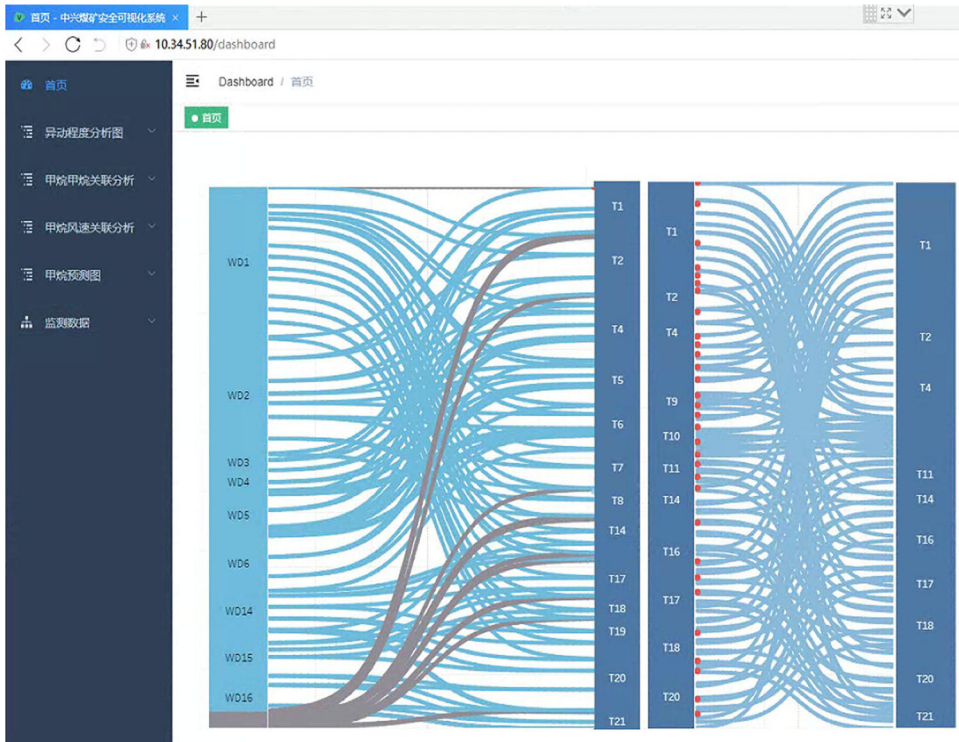 首页 - 中兴煤矿安全可视化系统
10.34.51.80/dashboard
首页
Dashboard / 首页
首页
异动程度分析图
甲烷甲烷关联分析
甲烷风速关联分析
甲烷预测图
监测数据
WD1
WD2
WD3
WD4
WD5
WD6
WD14
WD15
WD16
T1
T2
T4
T5
T6
T7
T8
T14
T17
T18
T19
T20
T21
T1
T2
T4
T9
T10
T11
T14
T16
T17
T18
T20
T1
T2
T4
T11
T14
T16
T17
T18
T20
T21